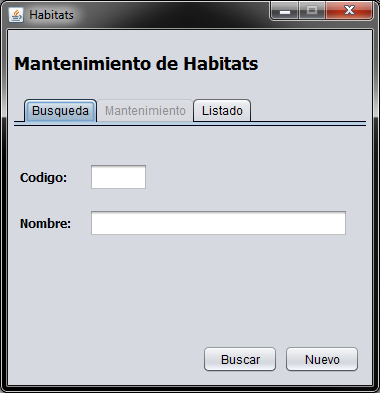 Habitats
Mantenimiento de Habitats
Busqueda Mantenimiento Listado
Codigo:
Nombre:
Buscar Nuevo